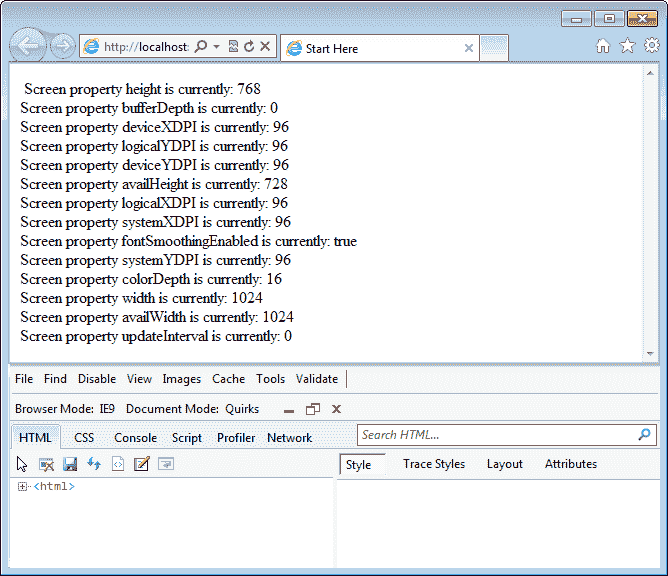 http://localhost:
Start Here
Screen property height is currently: 768
Screen property bufferDepth is currently: 0
Screen property deviceXDPI is currently: 96
Screen property logicalYDPI is currently: 96
Screen property deviceYDPI is currently: 96
Screen property availHeight is currently: 728
Screen property logicalXDPI is currently: 96
Screen property systemXDPI is currently: 96
Screen property fontSmoothingEnabled is currently: true
Screen property systemYDPI is currently: 96
Screen property colorDepth is currently: 16
Screen property width is currently: 1024
Screen property availWidth is currently: 1024
Screen property updateInterval is currently: 0
File Find Disable View Images Cache Tools Validate
Browser Mode: IE9 Document Mode: Quirks
HTML CSS Console Script Profiler Network Search HTML...
Style Trace Styles Layout Attributes
<html>